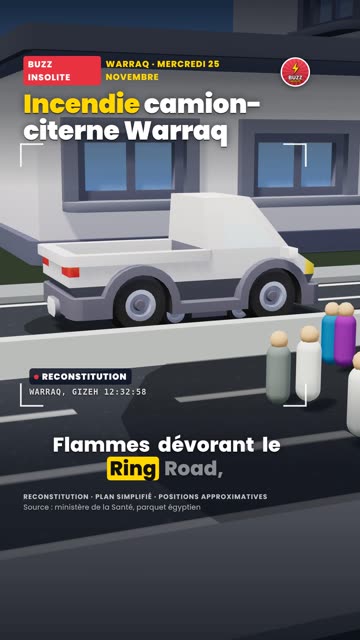 BUZZ
INSOLITE
WARRAQ · MERCREDI 25
NOVEMBRE
BUZZ
Incendie camion-
citerne Warraq
RECONSTITUTION
WARRAQ, GIZEH 12:32:58
Flammes dévorant le
Ring Road,
RECONSTITUTION · PLAN SIMPLIFIÉ · POSITIONS APPROXIMATIVES
Source : ministère de la Santé, parquet égyptien